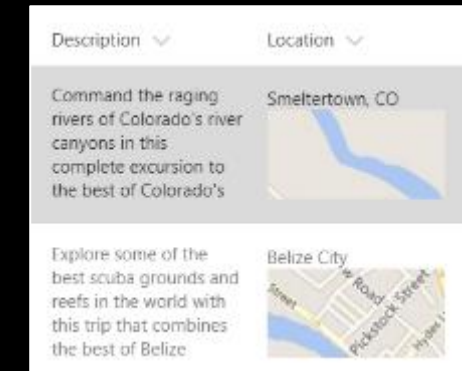 Description
Location
Command the raging
rivers of Colorado's river
canyons in this
complete excursion to
the best of Colorado's
Smeltertown, CO
Explore some of the
best scuba grounds and
reefs in the world with
this trip that combines
the best of Belize
Belize City
Road
Street
Pickstock Street